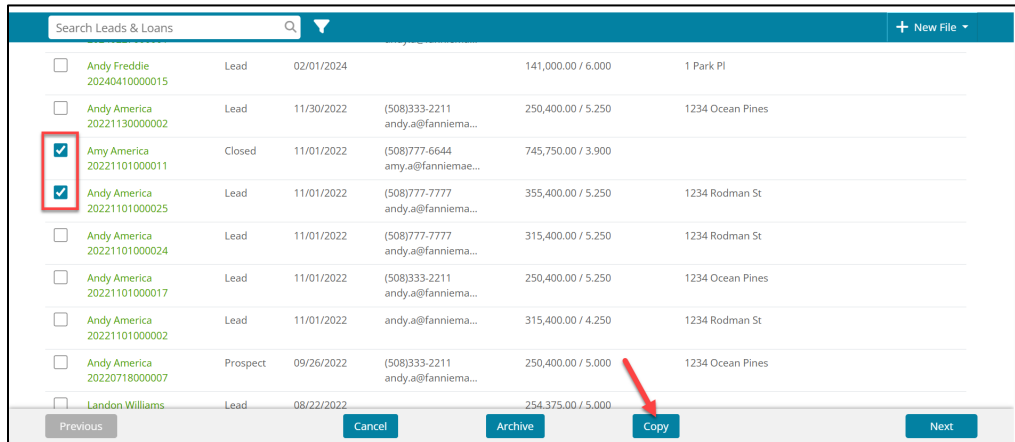 Search Leads & Loans
+ New File
Andy Freddie Lead 02/01/2024 141,000.00 / 6.000 1 Park Pl
20240410000015
Andy America Lead 11/30/2022 (508)333-2211 250,400.00 / 5.250 1234 Ocean Pines
20221130000002 andy.a@fanniema...
Amy America Closed 11/01/2022 (508)777-6644 745,750.00 / 3.900
20221101000011 amy.a@fanniemae...
Andy America Lead 11/01/2022 (508)777-7777 355,400.00 / 5.250 1234 Rodman St
20221101000025 andy.a@fanniema...
Andy America Lead 11/01/2022 (508)777-7777 315,400.00 / 5.250 1234 Rodman St
20221101000024 andy.a@fanniema...
Andy America Lead 11/01/2022 (508)333-2211 250,400.00 / 5.250 1234 Ocean Pines
20221101000017 andy.a@fanniema...
Andy America Lead 11/01/2022 andy.a@fanniema... 315,400.00 / 4.250 1234 Rodman St
20221101000002
Andy America Prospect 09/26/2022 (508)333-2211 250,400.00 / 5.000 1234 Ocean Pines
20220718000007 andy.a@fanniema...
Landon Williams Lead 08/22/2022 254,375.00 / 5.000
Previous Cancel Archive Copy Next